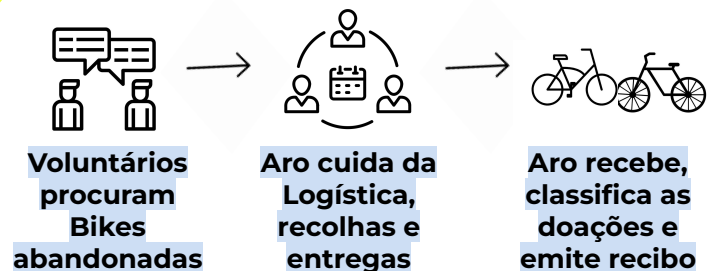 Voluntários
procuram
Bikes
abandonadas
Aro cuida da
Logística,
recolhas e
entregas
Aro recebe,
classifica as
doações e
emite recibo